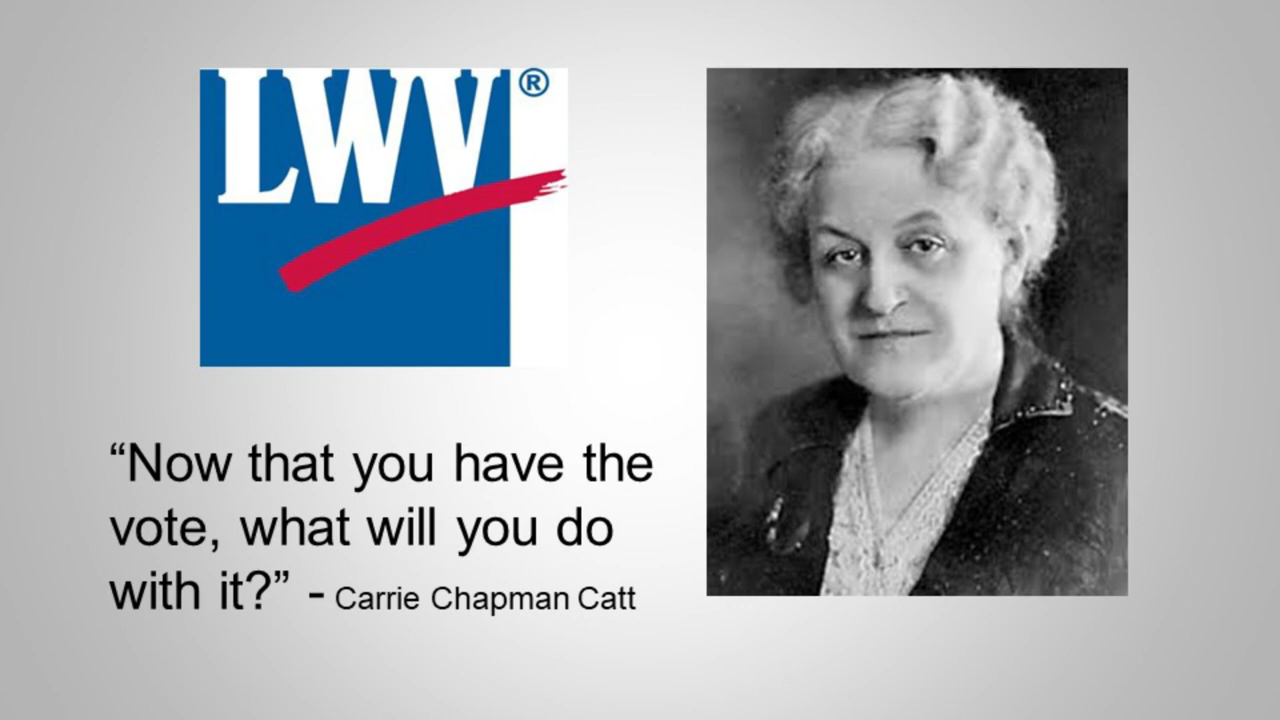 LWV®
“Now that you have the
vote, what will you do
with it?” - Carrie Chapman Catt